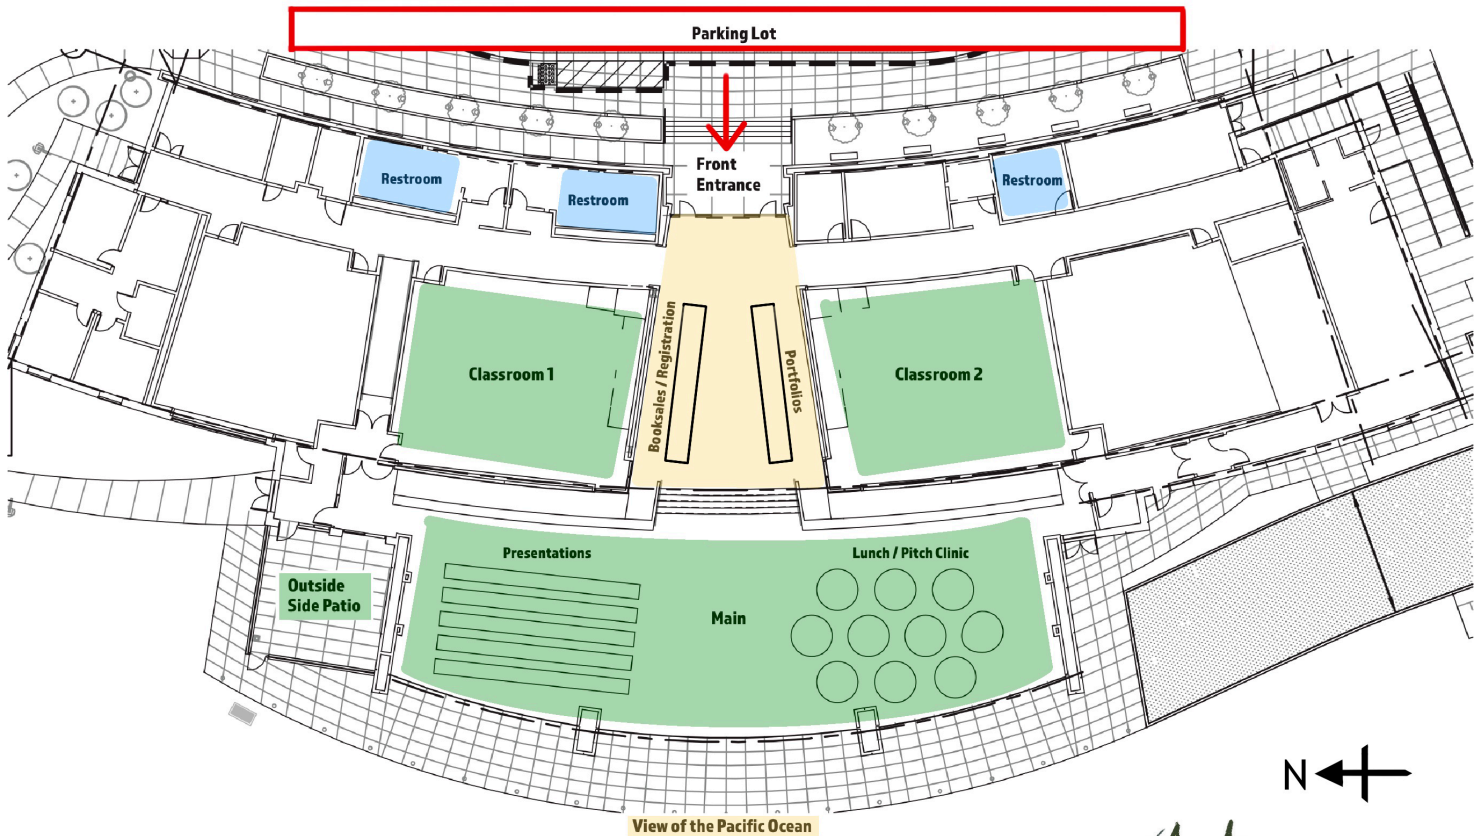 Parking Lot
Front
Entrance
Restroom
Restroom
Restroom
Booksales / Registration
Portfolios
Classroom 1
Classroom 2
Presentations
Lunch / Pitch Clinic
Outside
Side Patio
Main
N
View of the Pacific Ocean